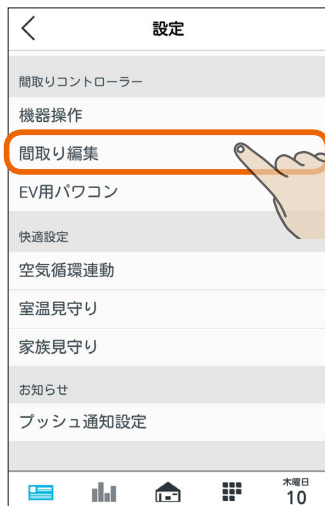 設定
間取りコントローラー
機器操作
間取り編集
EV用パワコン
快適設定
空気循環連動
室温見守り
家族見守り
お知らせ
プッシュ通知設定
木曜日
10